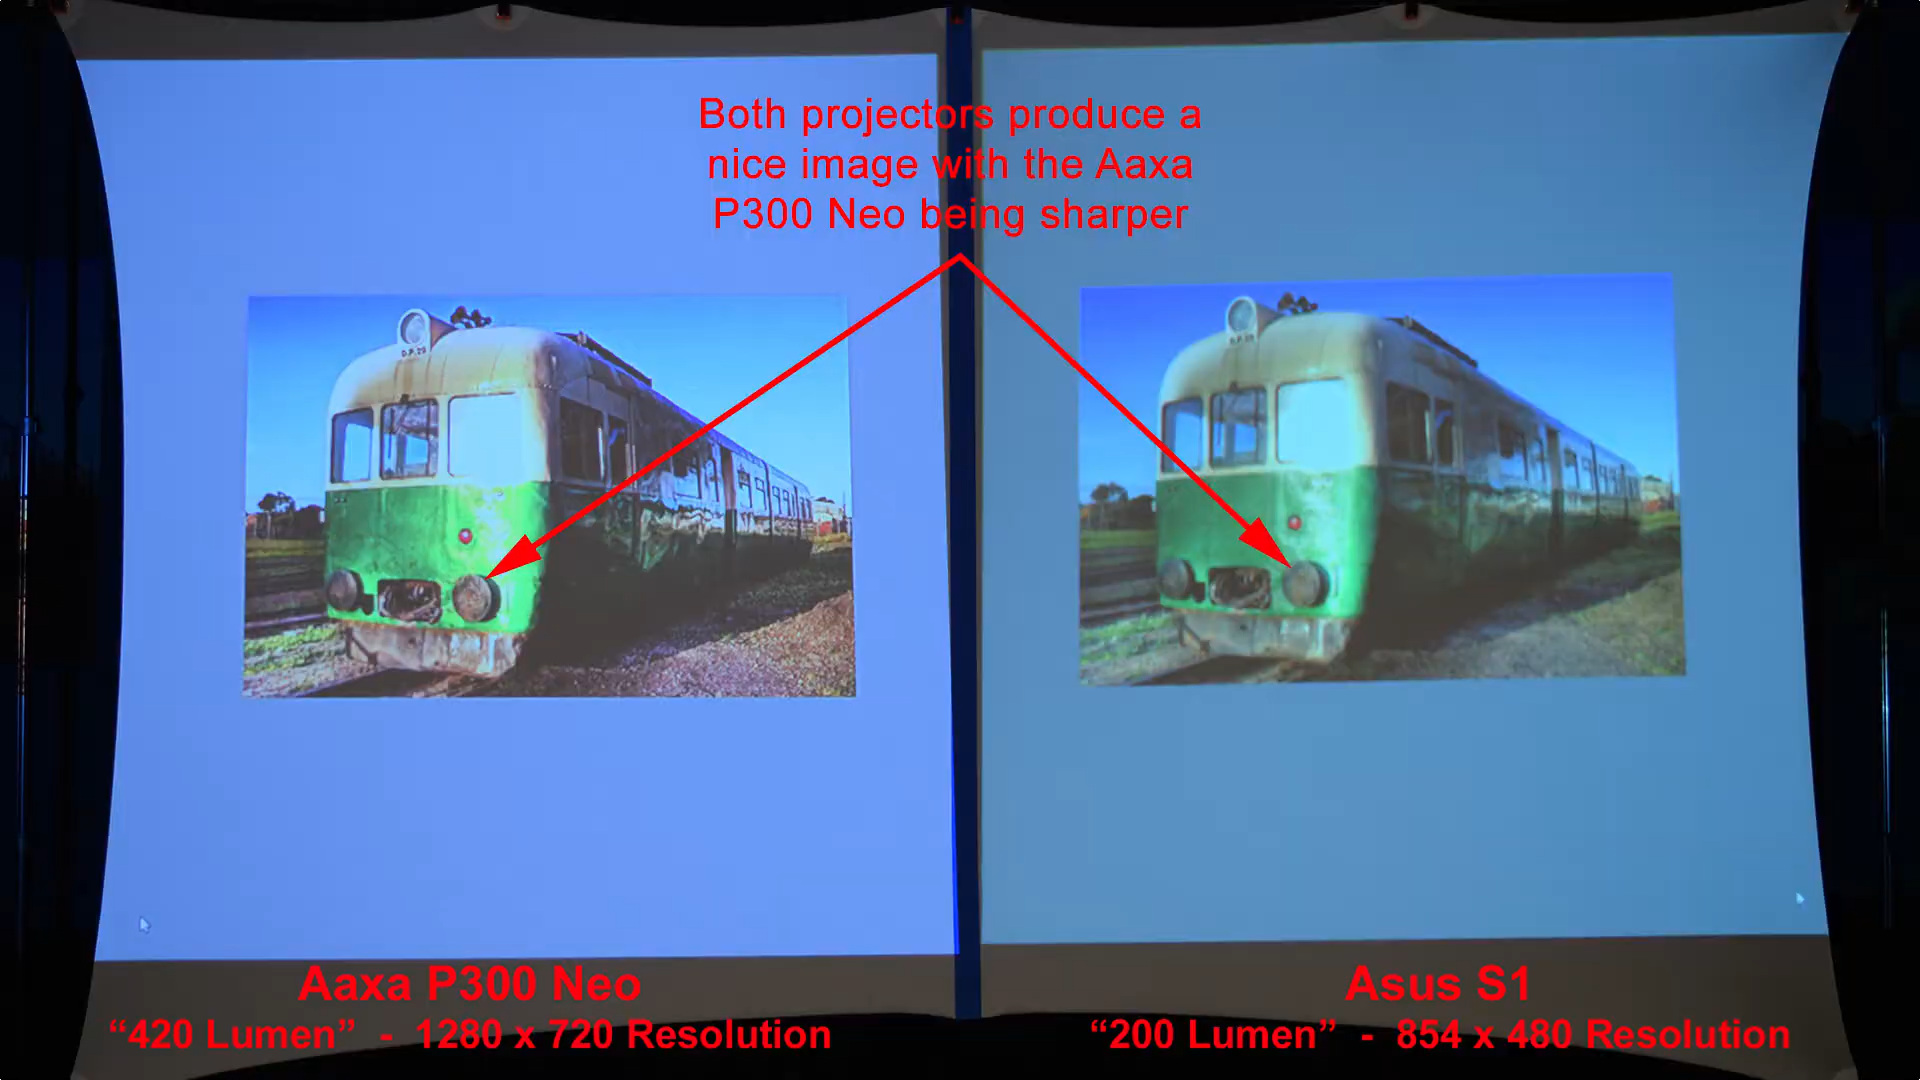 Both projectors produce a
nice image with the Aaxa
P300 Neo being sharper
D.P.29
Aaxa P300 Neo
“420 Lumen” - 1280 x 720 Resolution
Asus S1
“200 Lumen” - 854 x 480 Resolution